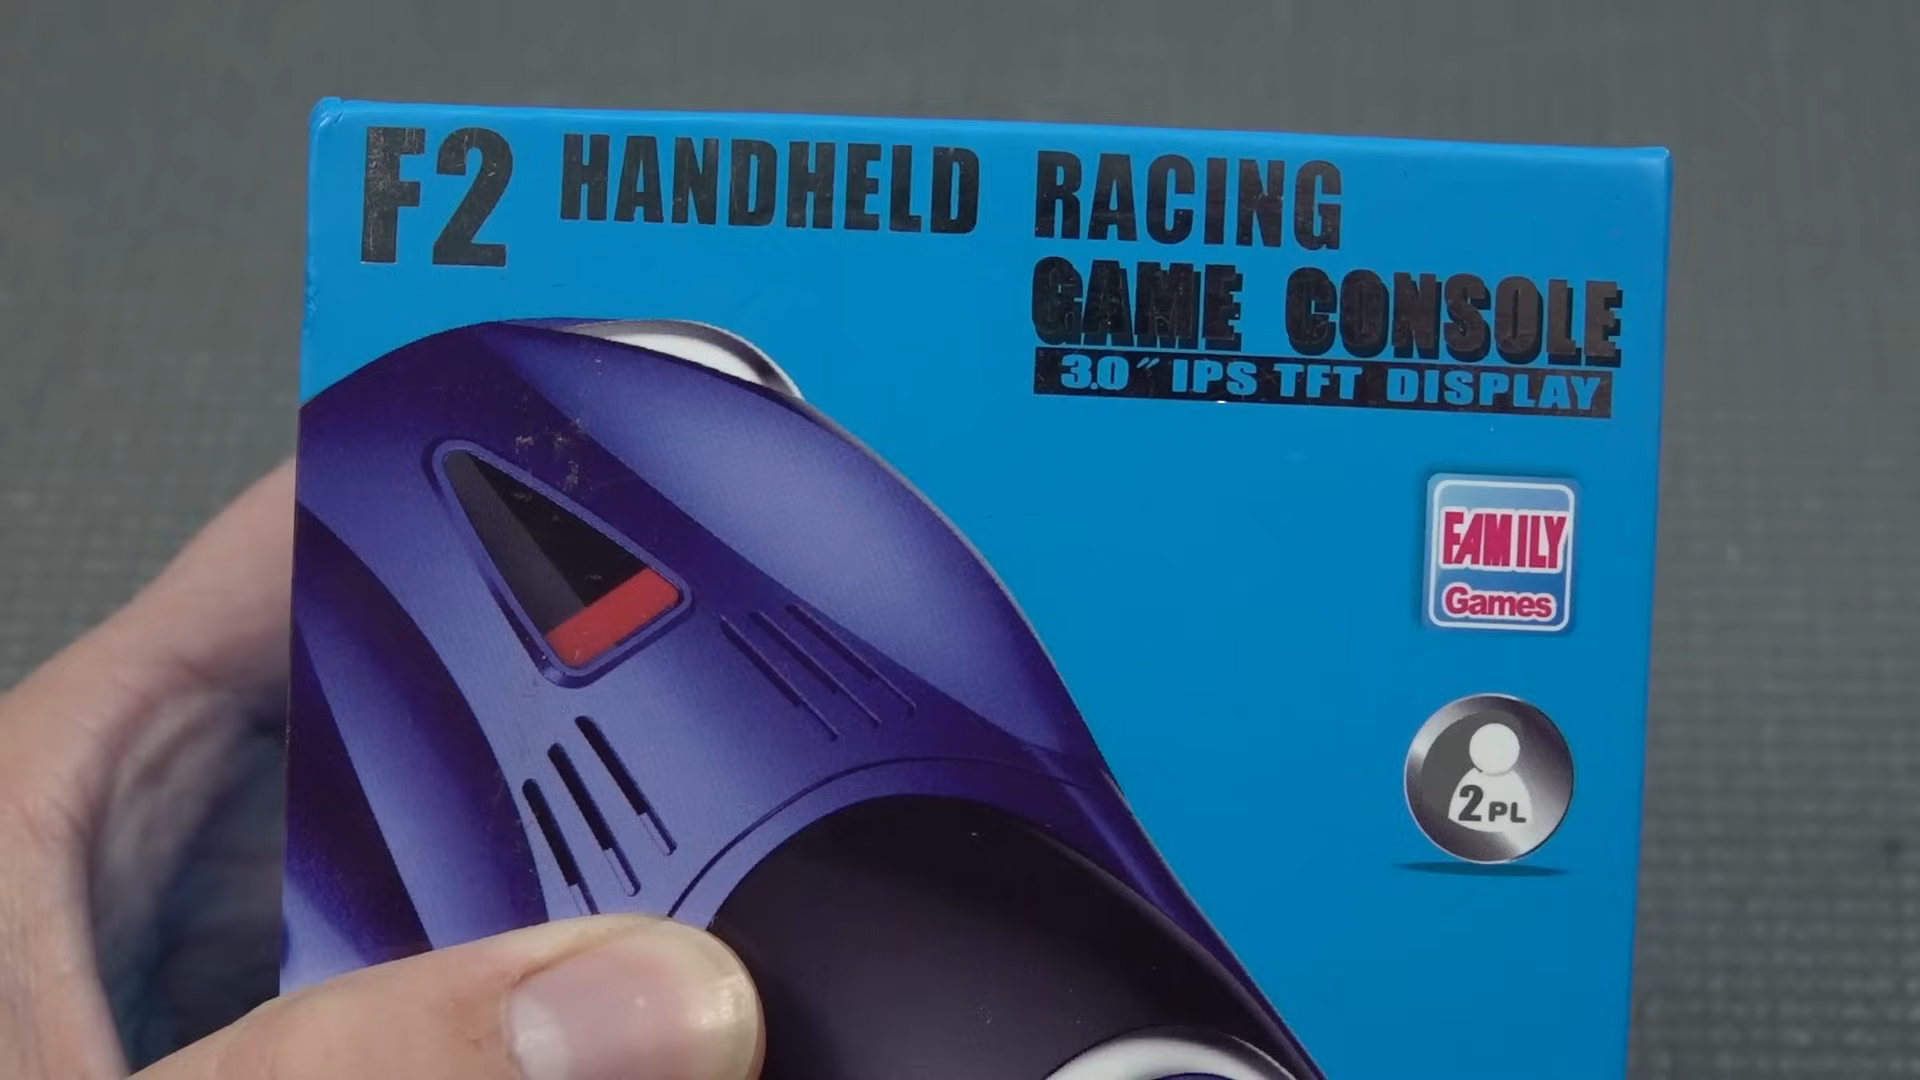 F2 HANDHELD RACING
GAME CONSOLE
3.0" IPS TFT DISPLAY
FAMILY
Games
2PL